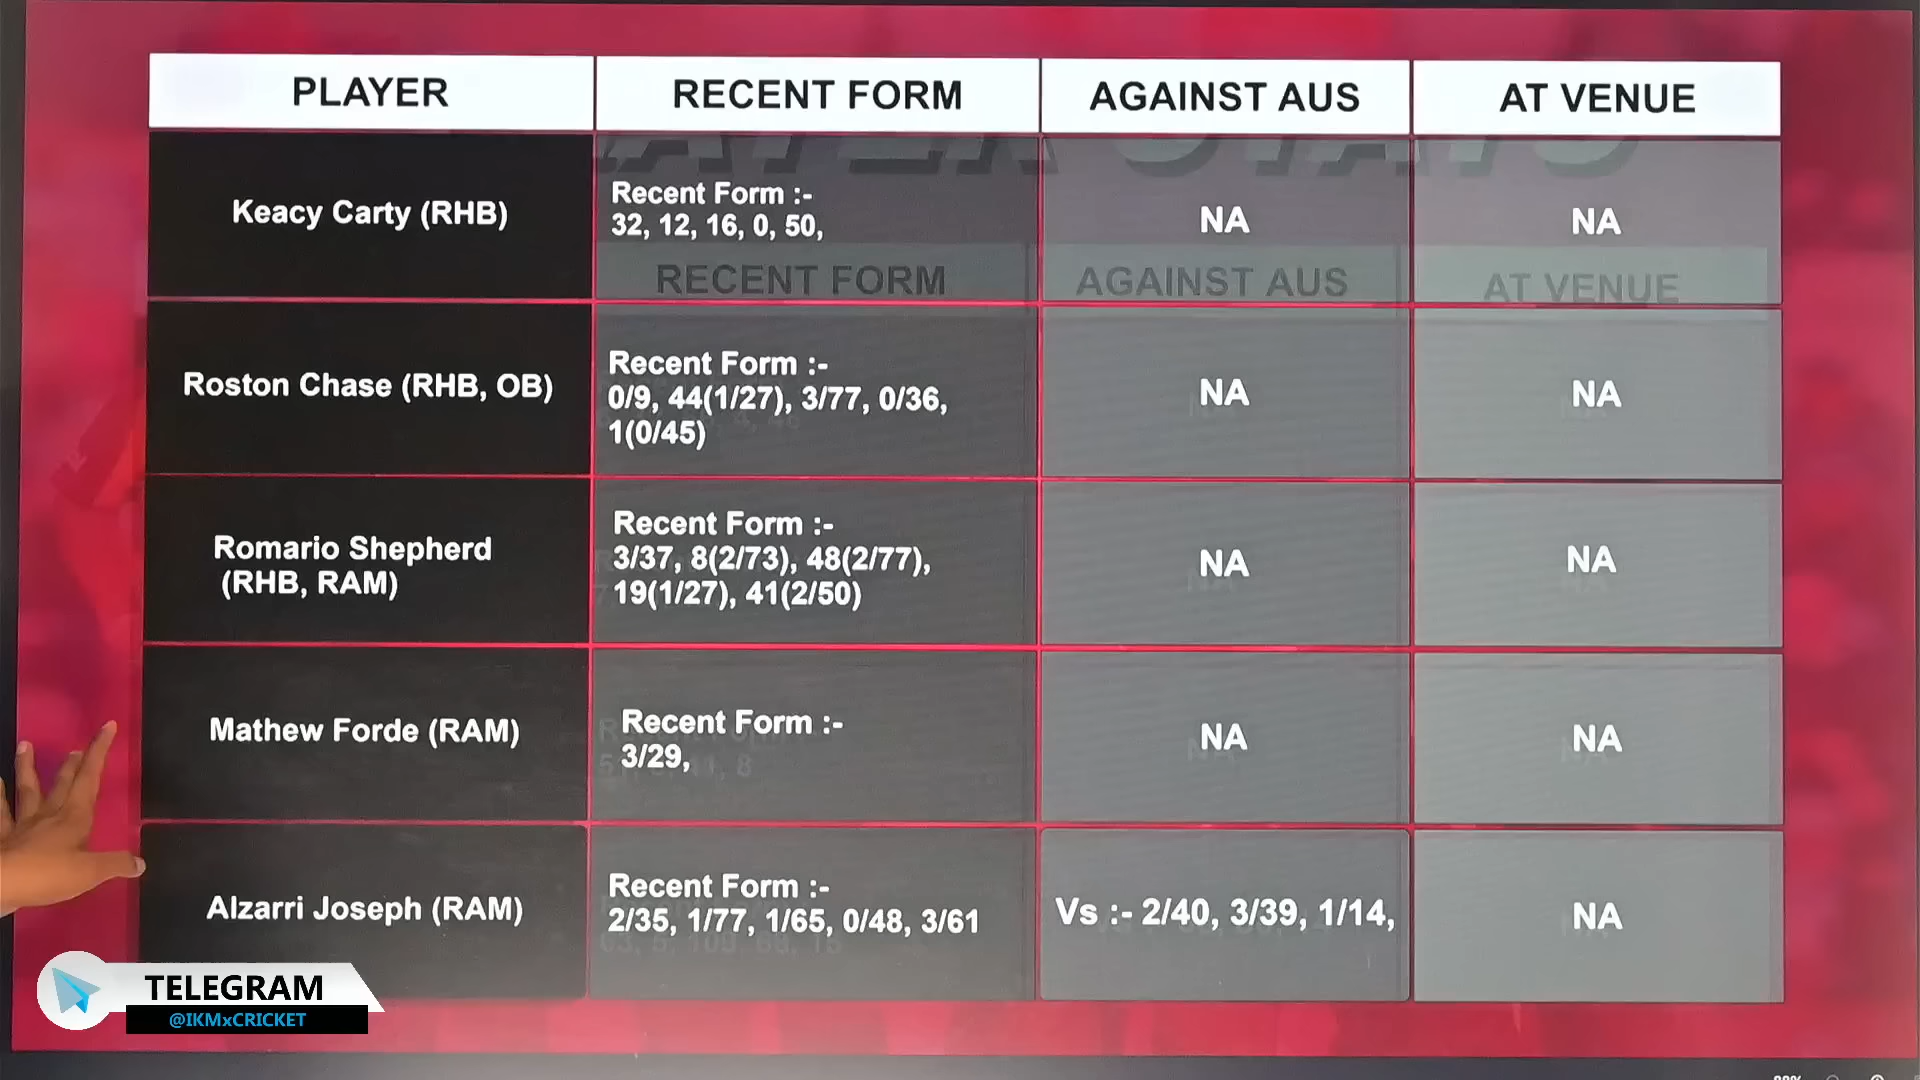 PLAYER RECENT FORM AGAINST AUS AT VENUE
Keacy Carty (RHB)
Recent Form :-
32, 12, 16, 0, 50,
NA
NA
RECENT FORM AGAINST AUS AT VENUE
Roston Chase (RHB, OB)
Recent Form :-
0/9, 44(1/27), 3/77, 0/36,
1(0/45)
NA
NA
Romario Shepherd
(RHB, RAM)
Recent Form :-
3/37, 8(2/73), 48(2/77),
19(1/27), 41(2/50)
NA
NA
Mathew Forde (RAM)
Recent Form :-
3/29,
NA
NA
Alzarri Joseph (RAM)
Recent Form :-
2/35, 1/77, 1/65, 0/48, 3/61
Vs :- 2/40, 3/39, 1/14,
NA
TELEGRAM
@IKMxCRICKET